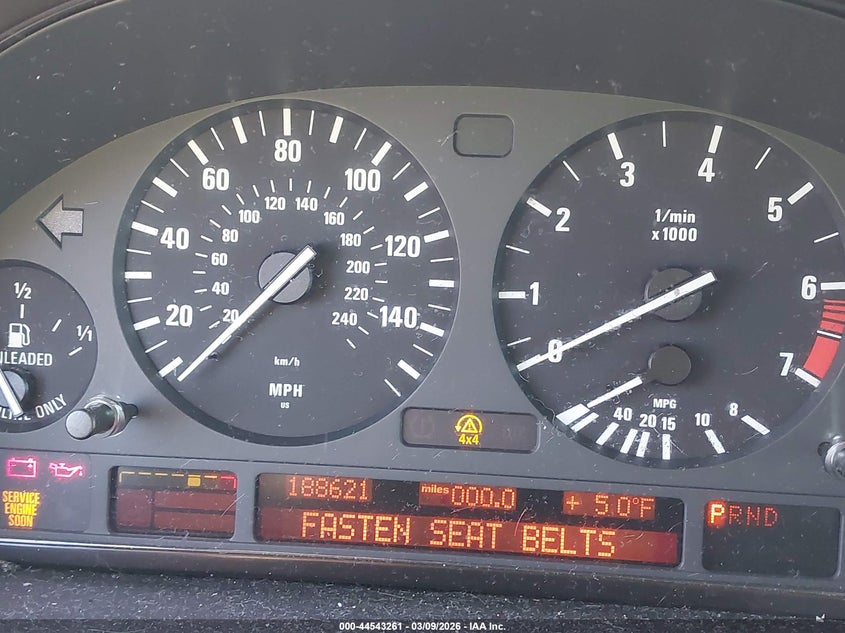 80
60
100
40
120
20
140
120 140
100
160
80
180
60
200
40
220
20
240
km/h
MPH
US
1/2
1/1
UNLEADED
ONLY
4
3
5
2
1/min
x1000
1
6
0
7
MPG
40 20 15 10 8
4x4
SERVICE
ENGINE
SOON
188621 miles 000.0 + 5.0°F
FASTEN SEAT BELTS
PRND
000-44543261 | 03/09/2026 - IAA Inc.